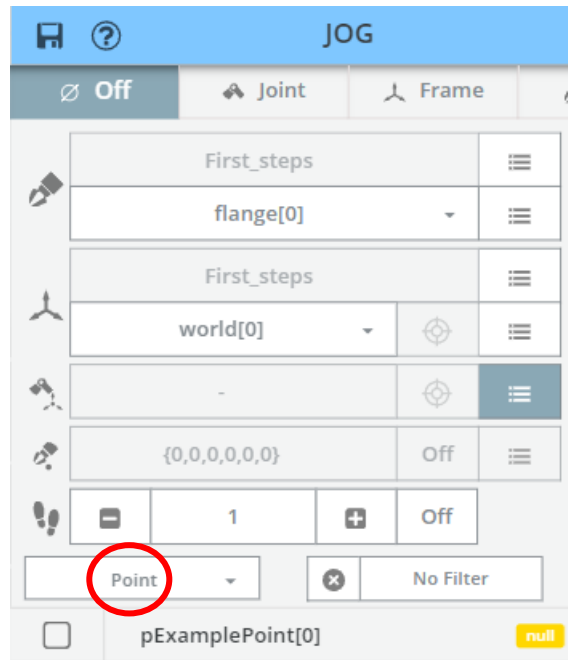 JOG
Off Joint Frame
First_steps
flange[0]
First_steps
world[0]
-
{0,0,0,0,0,0} Off
1 Off
Point No Filter
pExamplePoint[0] null